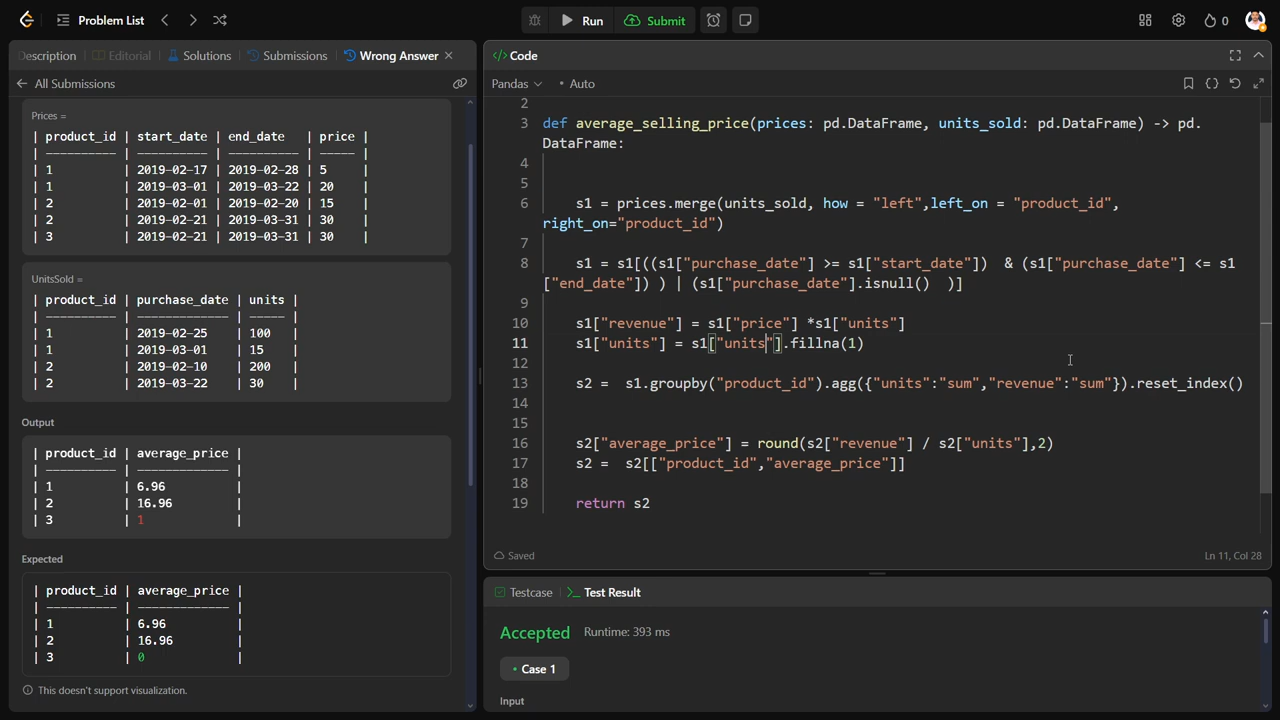 Problem List
Run
Submit
0
Description
Editorial
Solutions
Submissions
Wrong Answer
All Submissions
Prices =
| product_id | start_date | end_date | price |
| 1 | 2019-02-17 | 2019-02-28 | 5 |
| 1 | 2019-03-01 | 2019-03-22 | 20 |
| 2 | 2019-02-01 | 2019-02-20 | 15 |
| 2 | 2019-02-21 | 2019-03-31 | 30 |
| 3 | 2019-02-21 | 2019-03-31 | 30 |
UnitsSold =
| product_id | purchase_date | units |
| 1 | 2019-02-25 | 100 |
| 1 | 2019-03-01 | 15 |
| 2 | 2019-02-10 | 200 |
| 2 | 2019-03-22 | 30 |
Output
| product_id | average_price |
| 1 | 6.96 |
| 2 | 16.96 |
| 3 | 1 |
Expected
| product_id | average_price |
| 1 | 6.96 |
| 2 | 16.96 |
| 3 | 0 |
This doesn't support visualization.
Code
Pandas
Auto
2
3 def average_selling_price(prices: pd.DataFrame, units_sold: pd.DataFrame) -> pd.
DataFrame:
4
5
6 s1 = prices.merge(units_sold, how = "left",left_on = "product_id",
right_on="product_id")
7
8 s1 = s1[((s1["purchase_date"] >= s1["start_date"]) & (s1["purchase_date"] <= s1
["end_date"]) ) | (s1["purchase_date"].isnull() )]
9
10 s1["revenue"] = s1["price"] *s1["units"]
11 s1["units"] = s1["units"].fillna(1)
12
13 s2 = s1.groupby("product_id").agg({"units":"sum","revenue":"sum"}).reset_index()
14
15
16 s2["average_price"] = round(s2["revenue"] / s2["units"],2)
17 s2 = s2[["product_id","average_price"]]
18
19 return s2
Saved
Ln 11, Col 28
Testcase
Test Result
Accepted
Runtime: 393 ms
Case 1
Input